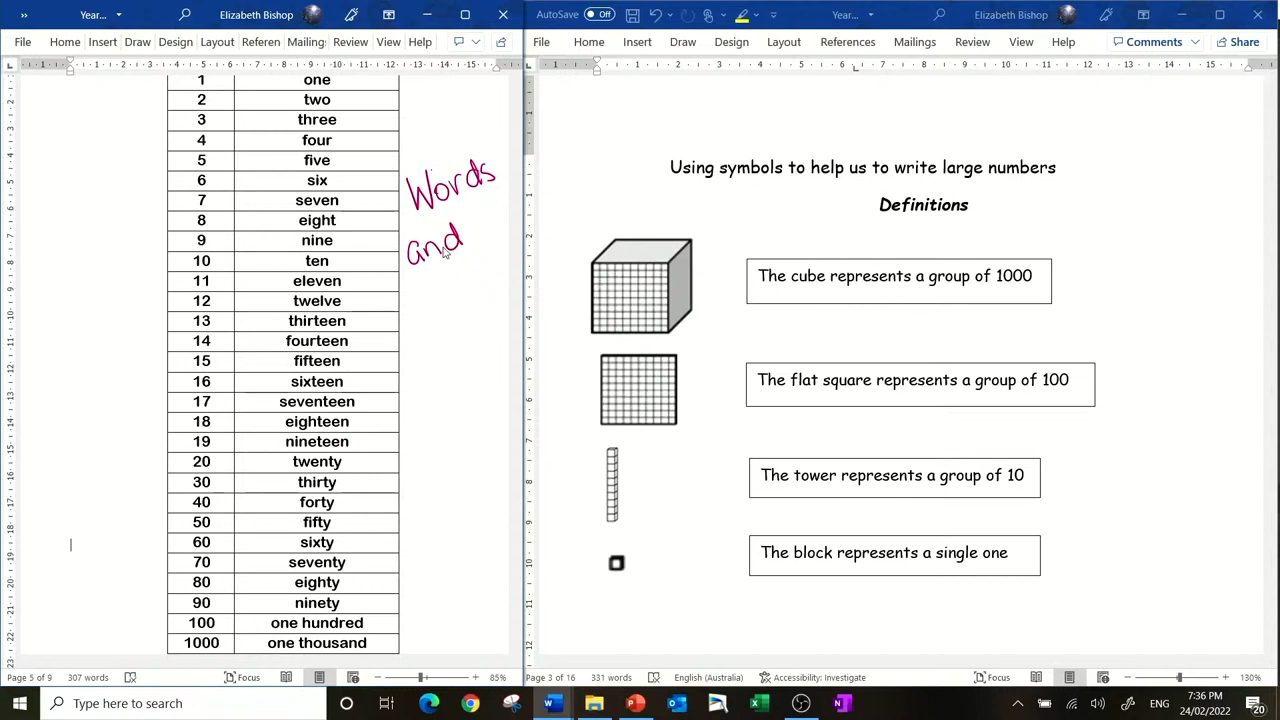 Year...
Elizabeth Bishop
AutoSave Off
Year...
Elizabeth Bishop
File Home Insert Draw Design Layout Referen Mailings Review View Help
File Home Insert Draw Design Layout References Mailings Review View Help Comments Share
1 one
2 two
3 three
4 four
5 five
6 six
7 seven
8 eight
9 nine
10 ten
11 eleven
12 twelve
13 thirteen
14 fourteen
15 fifteen
16 sixteen
17 seventeen
18 eighteen
19 nineteen
20 twenty
30 thirty
40 forty
50 fifty
60 sixty
70 seventy
80 eighty
90 ninety
100 one hundred
1000 one thousand
Words
and
Using symbols to help us to write large numbers
Definitions
The cube represents a group of 1000
The flat square represents a group of 100
The tower represents a group of 10
The block represents a single one
Page 5 of 9 307 words Focus 85%
Page 3 of 16 331 words English (Australia) Accessibility: Investigate Focus 130%
Type here to search
ENG
7:36 PM
24/02/2022
20